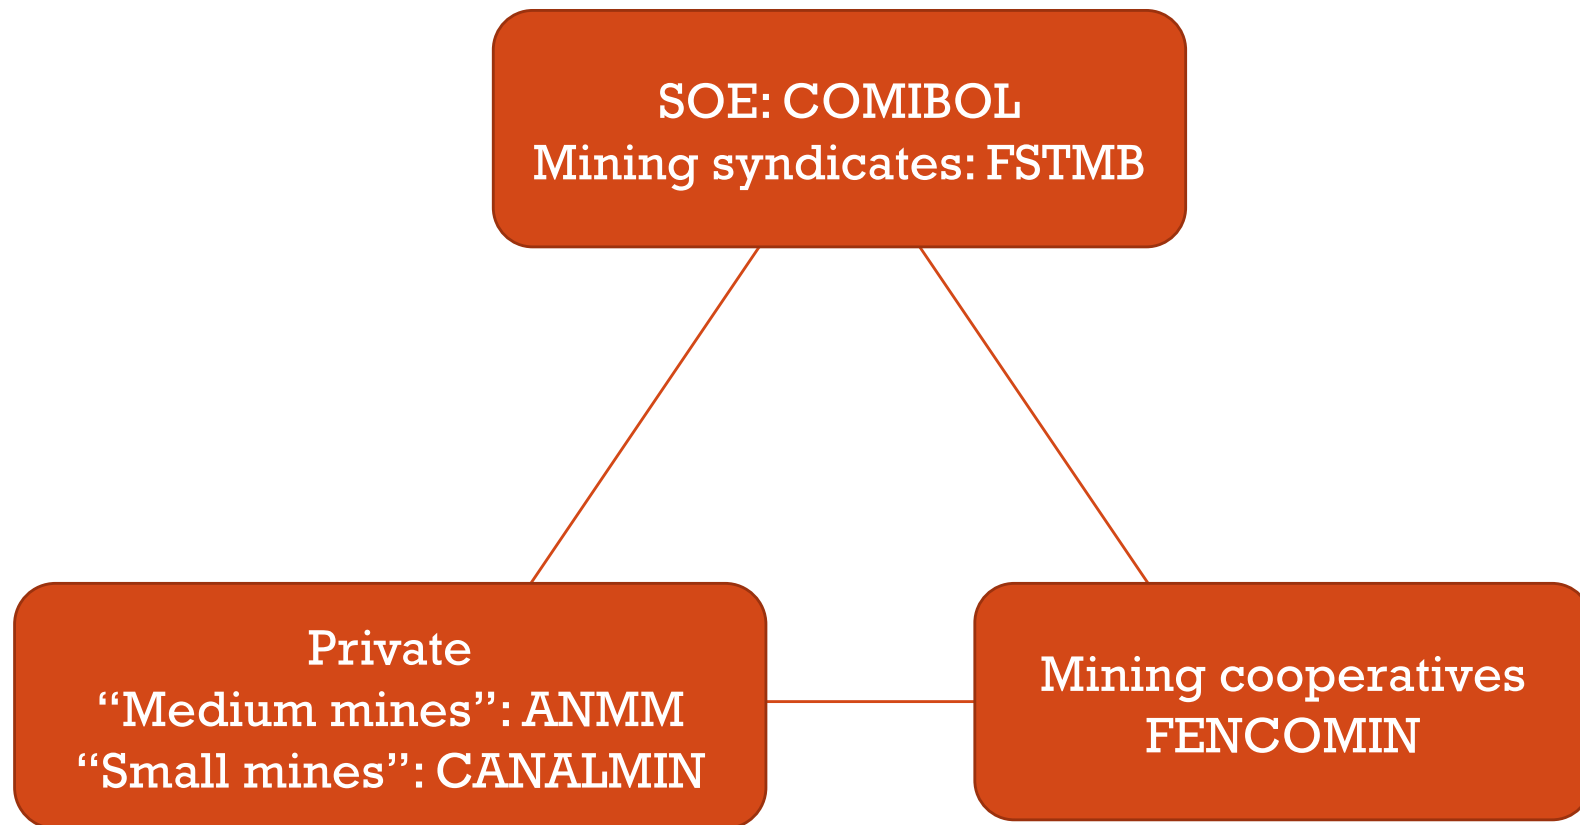 SOE: COMIBOL
Mining syndicates: FSTMB
Private
“Medium mines”: ANMM
“Small mines”: CANALMIN
Mining cooperatives
FENCOMIN